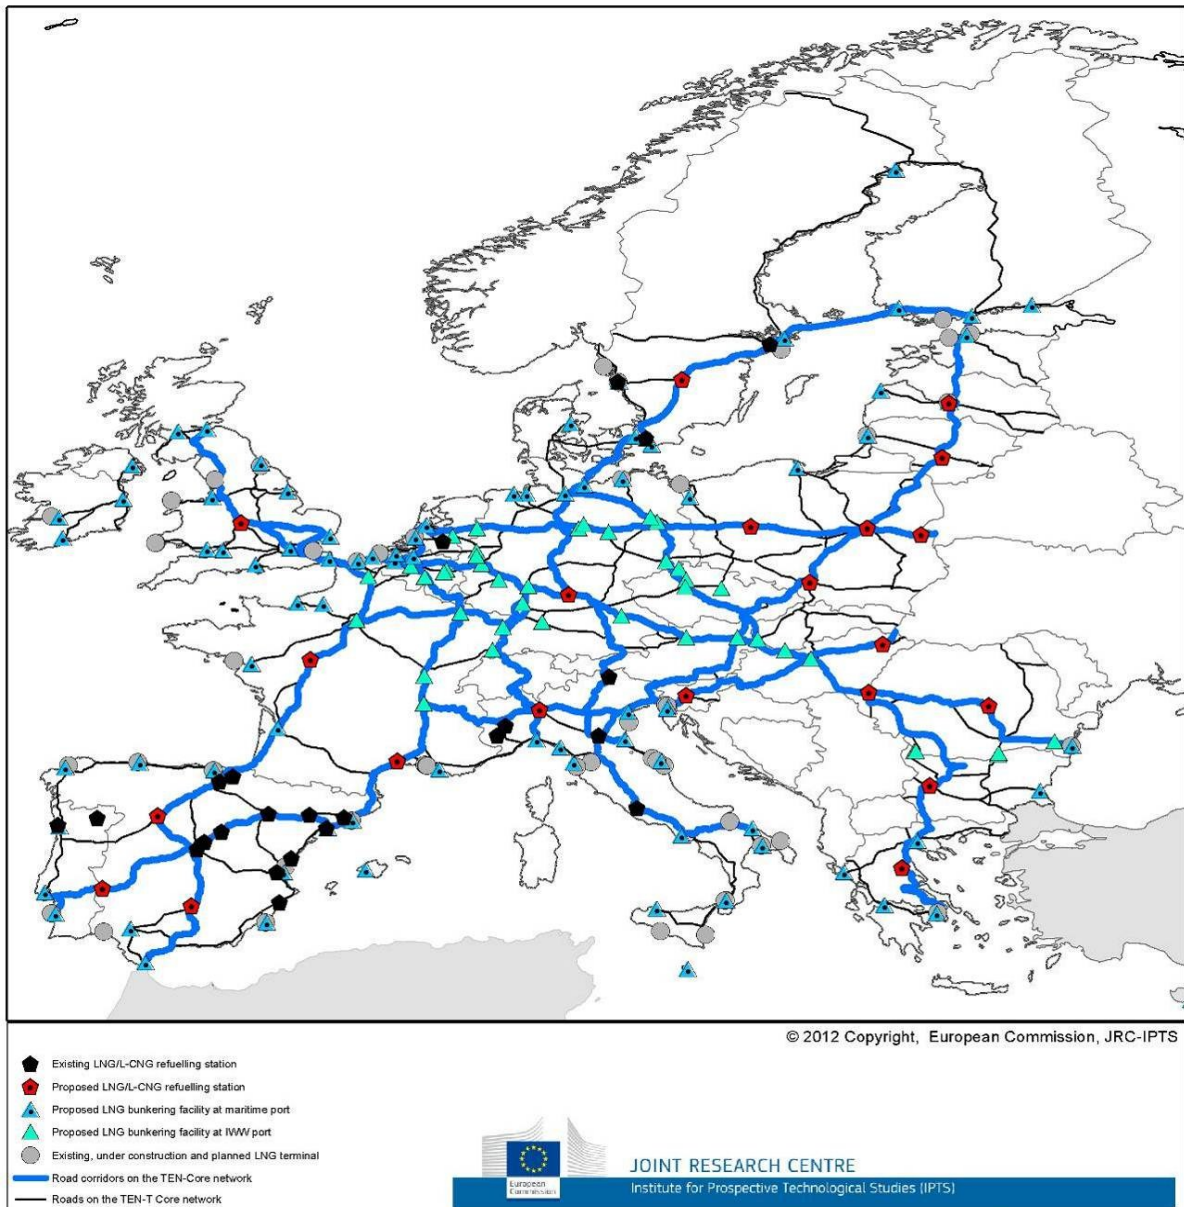 © 2012 Copyright, European Commission, JRC-IPTS
Existing LNG/L-CNG refuelling station
Proposed LNG/L-CNG refuelling station
Proposed LNG bunkering facility at maritime port
Proposed LNG bunkering facility at IWW port
Existing, under construction and planned LNG terminal
Road corridors on the TEN-Core network
Roads on the TEN-T Core network
European
Commission
JOINT RESEARCH CENTRE
Institute for Prospective Technological Studies (IPTS)